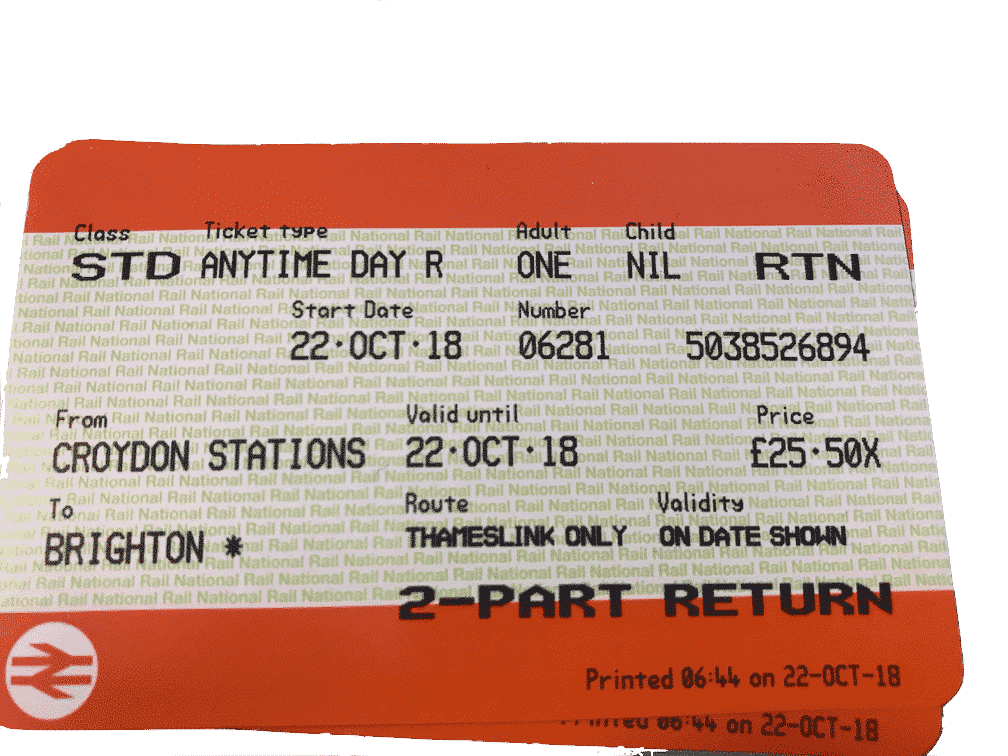 Class Ticket type Adult Child
STD ANYTIME DAY R ONE NIL RTN
Start Date Number
22·OCT·18 06281 5038526894
From Valid until Price
CROYDON STATIONS 22·OCT·18 £25·50X
To Route Validity
BRIGHTON * THAMESLINK ONLY ON DATE SHOWN
2-PART RETURN
Printed 06:44 on 22-OCT-18
Printed 06:44 on 22-OCT-18